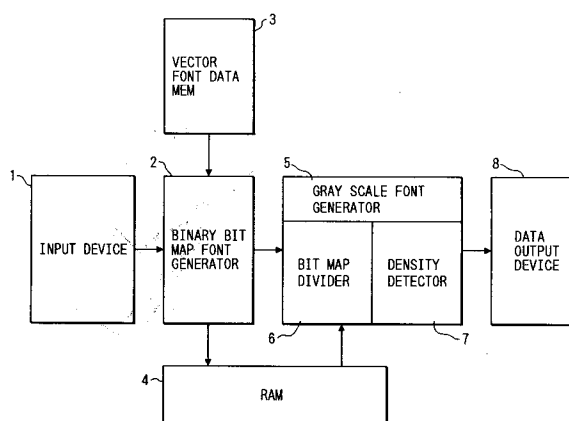 3
VECTOR
FONT DATA
MEM
1
INPUT DEVICE
2
BINARY BIT
MAP FONT
GENERATOR
5
GRAY SCALE FONT
GENERATOR
BIT MAP
DIVIDER
DENSITY
DETECTOR
6
7
8
DATA
OUTPUT
DEVICE
4
RAM